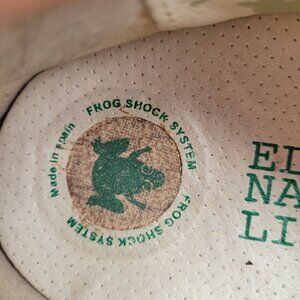 FROG SHOCK SYSTEM
Made in Spain
FROG SHOCK SYSTEM
EL
NA
LI